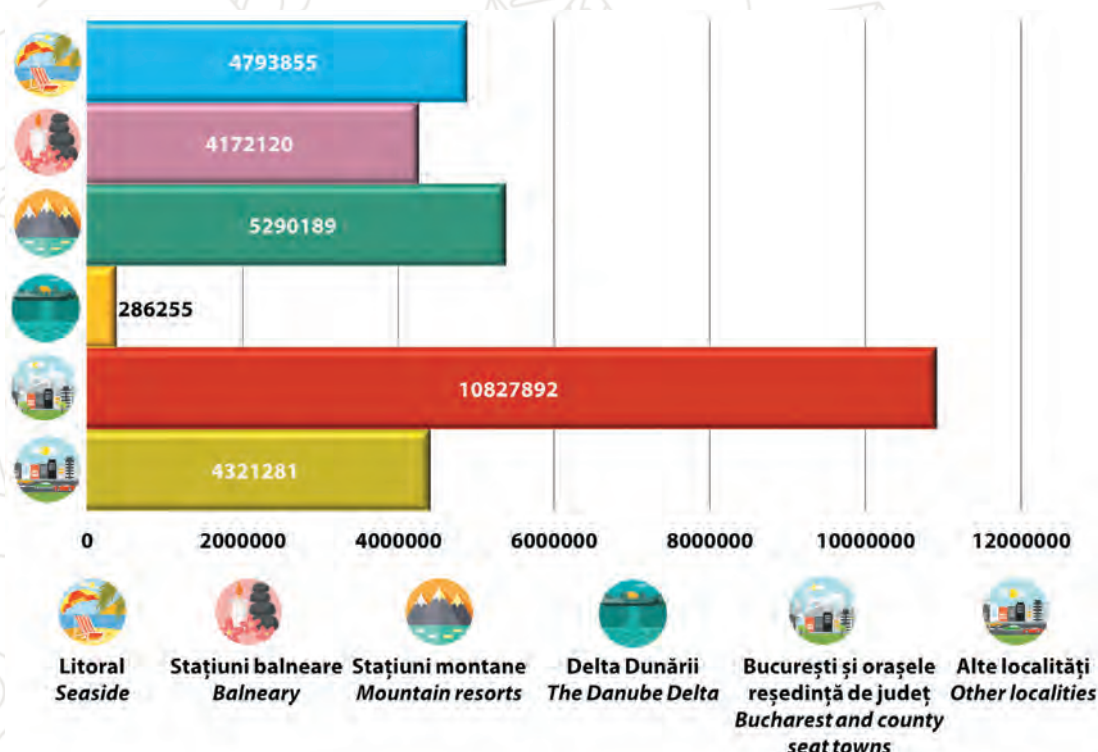 4793855
4172120
5290189
286255
10827892
4321281
0 2000000 4000000 6000000 8000000 10000000 12000000
Litoral
Seaside
Stațiuni balneare
Balneary
Stațiuni montane
Mountain resorts
Delta Dunării
The Danube Delta
București și orașele
reședință de județ
Bucharest and county
seat towns
Alte localități
Other localities